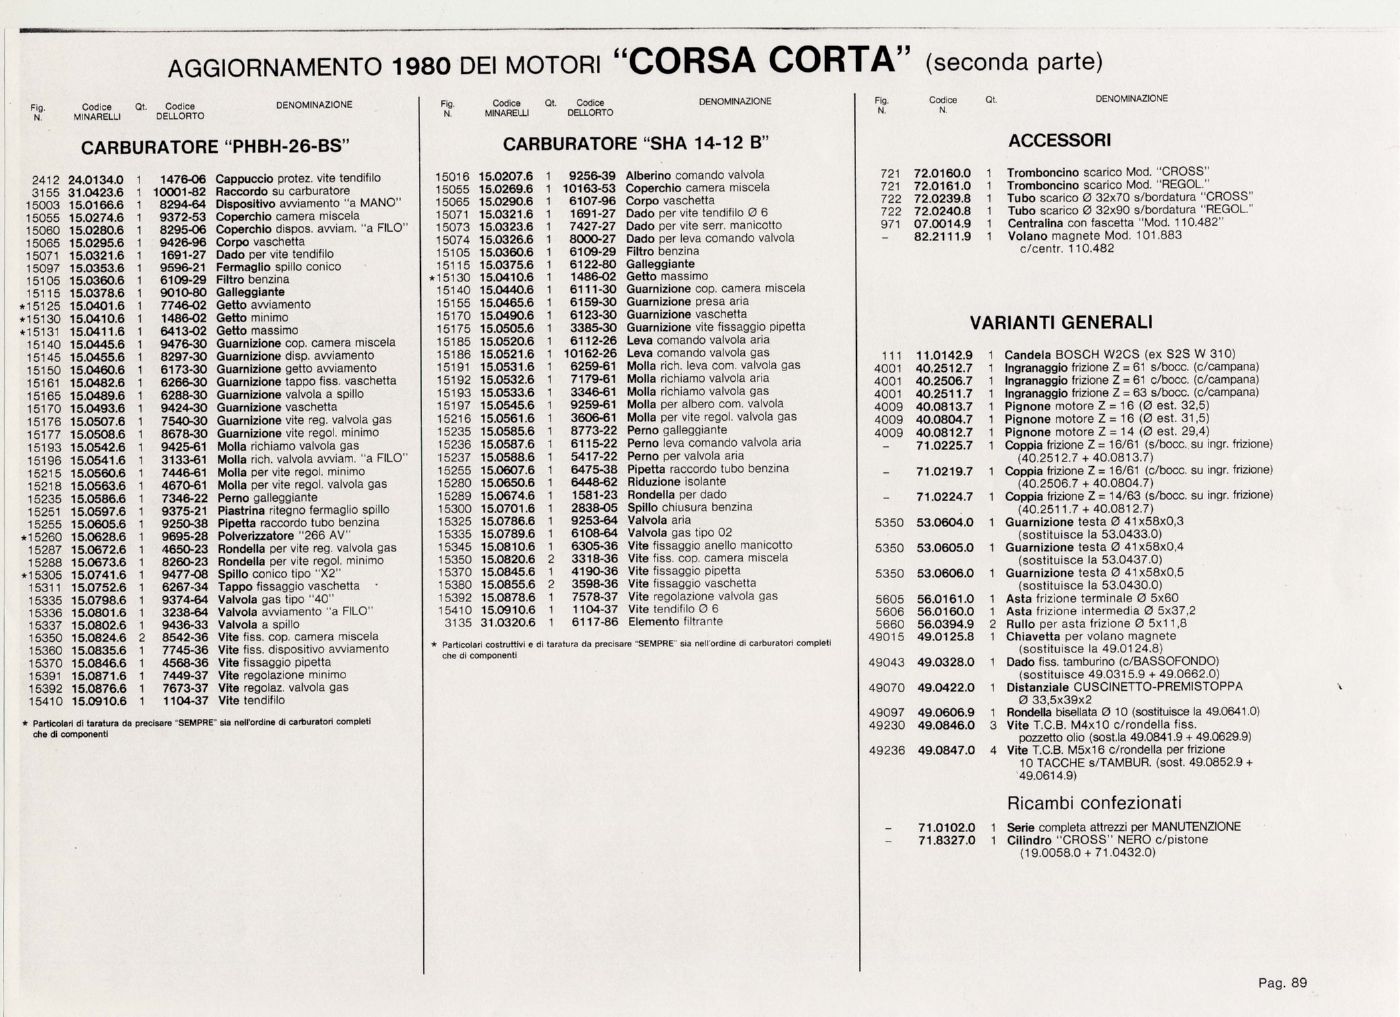 AGGIORNAMENTO 1980 DEI MOTORI “CORSA CORTA” (seconda parte)
Fig. N. Codice MINARELLI Qt. Codice DELLORTO DENOMINAZIONE
CARBURATORE “PHBH-26-BS”
2412 24.0134.0 1 1476-06 Cappuccio protez. vite tendifilo
3155 31.0423.6 1 10001-82 Raccordo su carburatore
15003 15.0166.6 1 8294-64 Dispositivo avviamento “a MANO”
15055 15.0274.6 1 9372-53 Coperchio camera miscela
15060 15.0280.6 1 8295-06 Coperchio dispos. avviam. “a FILO”
15065 15.0295.6 1 9426-96 Corpo vaschetta
15071 15.0321.6 1 1691-27 Dado per vite tendifilo
15097 15.0353.6 1 9596-21 Fermaglio spillo conico
15105 15.0360.6 1 6109-29 Filtro benzina
15115 15.0378.6 1 9010-80 Galleggiante
*15125 15.0401.6 1 7746-02 Getto avviamento
*15130 15.0410.6 1 1486-02 Getto minimo
*15131 15.0411.6 1 6413-02 Getto massimo
15140 15.0445.6 1 9476-30 Guarnizione cop. camera miscela
15145 15.0455.6 1 8297-30 Guarnizione disp. avviamento
15150 15.0460.6 1 6173-30 Guarnizione getto avviamento
15161 15.0482.6 1 6266-30 Guarnizione tappo fiss. vaschetta
15165 15.0489.6 1 6288-30 Guarnizione valvola a spillo
15170 15.0493.6 1 9424-30 Guarnizione vaschetta
15176 15.0507.6 1 7540-30 Guarnizione vite reg. valvola gas
15177 15.0508.6 1 8678-30 Guarnizione vite regol. minimo
15193 15.0542.6 1 9425-61 Molla richiamo valvola gas
15196 15.0541.6 1 3133-61 Molla rich. valvola avviam. “a FILO”
15215 15.0560.6 1 7446-61 Molla per vite regol. minimo
15218 15.0563.6 1 4670-61 Molla per vite regol. valvola gas
15235 15.0586.6 1 7346-22 Perno galleggiante
15251 15.0597.6 1 9375-21 Piastrina ritegno fermaglio spillo
15255 15.0605.6 1 9250-38 Pipetta raccordo tubo benzina
*15260 15.0628.6 1 9695-28 Polverizzatore “266 AV”
15287 15.0672.6 1 4650-23 Rondella per vite reg. valvola gas
15288 15.0673.6 1 8260-23 Rondella per vite regol. minimo
*15305 15.0741.6 1 9477-08 Spillo conico tipo “X2”
15311 15.0752.6 1 6267-34 Tappo fissaggio vaschetta
15335 15.0798.6 1 9374-64 Valvola gas tipo “40”
15336 15.0801.6 1 3238-64 Valvola avviamento “a FILO”
15337 15.0802.6 1 9436-33 Valvola a spillo
15350 15.0824.6 2 8542-36 Vite fiss. cop. camera miscela
15360 15.0835.6 1 7745-36 Vite fiss. dispositivo avviamento
15370 15.0846.6 1 4568-36 Vite fissaggio pipetta
15391 15.0871.6 1 7449-37 Vite regolazione minimo
15392 15.0876.6 1 7673-37 Vite regolaz. valvola gas
15410 15.0910.6 1 1104-37 Vite tendifilo
* Particolari di taratura da precisare “SEMPRE” sia nell'ordine di carburatori completi
che di componenti
Fig. N. Codice MINARELLI Qt. Codice DELLORTO DENOMINAZIONE
CARBURATORE “SHA 14-12 B”
15016 15.0207.6 1 9256-39 Alberino comando valvola
15055 15.0269.6 1 10163-53 Coperchio camera miscela
15065 15.0290.6 1 6107-96 Corpo vaschetta
15071 15.0321.6 1 1691-27 Dado per vite tendifilo Ø 6
15073 15.0323.6 1 7427-27 Dado per vite serr. manicotto
15074 15.0326.6 1 8000-27 Dado per leva comando valvola
15105 15.0360.6 1 6109-29 Filtro benzina
15115 15.0375.6 1 6122-80 Galleggiante
*15130 15.0410.6 1 1486-02 Getto massimo
15140 15.0440.6 1 6111-30 Guarnizione cop. camera miscela
15155 15.0465.6 1 6159-30 Guarnizione presa aria
15170 15.0490.6 1 6123-30 Guarnizione vaschetta
15175 15.0505.6 1 3385-30 Guarnizione vite fissaggio pipetta
15185 15.0520.6 1 6112-26 Leva comando valvola aria
15186 15.0521.6 1 10162-26 Leva comando valvola gas
15191 15.0531.6 1 6259-61 Molla rich. leva com. valvola gas
15192 15.0532.6 1 7179-61 Molla richiamo valvola aria
15193 15.0533.6 1 3346-61 Molla richiamo valvola gas
15197 15.0545.6 1 9259-61 Molla per albero com. valvola
15216 15.0561.6 1 3606-61 Molla per vite regol. valvola gas
15235 15.0585.6 1 8773-22 Perno galleggiante
15236 15.0587.6 1 6115-22 Perno leva comando valvola aria
15237 15.0588.6 1 5417-22 Perno per valvola aria
15255 15.0607.6 1 6475-38 Pipetta raccordo tubo benzina
15280 15.0650.6 1 6448-62 Riduzione isolante
15289 15.0674.6 1 1581-23 Rondella per dado
15300 15.0701.6 1 2838-05 Spillo chiusura benzina
15325 15.0786.6 1 9253-64 Valvola aria
15335 15.0789.6 1 6108-64 Valvola gas tipo 02
15345 15.0810.6 1 6305-36 Vite fissaggio anello manicotto
15350 15.0820.6 2 3318-36 Vite fiss. cop. camera miscela
15370 15.0845.6 1 4190-36 Vite fissaggio pipetta
15380 15.0855.6 2 3598-36 Vite fissaggio vaschetta
15392 15.0878.6 1 7578-37 Vite regolazione valvola gas
15410 15.0910.6 1 1104-37 Vite tendifilo Ø 6
3135 31.0320.6 1 6117-86 Elemento filtrante
* Particolari costruttivi e di taratura da precisare “SEMPRE” sia nell'ordine di carburatori completi
che di componenti
Fig. N. Codice N. Qt. DENOMINAZIONE
ACCESSORI
721 72.0160.0 1 Tromboncino scarico Mod. “CROSS”
721 72.0161.0 1 Tromboncino scarico Mod. “REGOL.”
722 72.0239.8 1 Tubo scarico Ø 32x70 s/bordatura “CROSS”
722 72.0240.8 1 Tubo scarico Ø 32x90 s/bordatura “REGOL.”
971 07.0014.9 1 Centralina con fascetta “Mod. 110.482”
– 82.2111.9 1 Volano magnete Mod. 101.883
c/centr. 110.482
VARIANTI GENERALI
111 11.0142.9 1 Candela BOSCH W2CS (ex S2S W 310)
4001 40.2512.7 1 Ingranaggio frizione Z = 61 s/bocc. (c/campana)
4001 40.2506.7 1 Ingranaggio frizione Z = 61 c/bocc. (c/campana)
4001 40.2511.7 1 Ingranaggio frizione Z = 63 s/bocc. (c/campana)
4009 40.0813.7 1 Pignone motore Z = 16 (Ø est. 32,5)
4009 40.0804.7 1 Pignone motore Z = 16 (Ø est. 31,5)
4009 40.0812.7 1 Pignone motore Z = 14 (Ø est. 29,4)
– 71.0225.7 1 Coppia frizione Z = 16/61 (s/bocc. su ingr. frizione)
(40.2512.7 + 40.0813.7)
– 71.0219.7 1 Coppia frizione Z = 16/61 (c/bocc. su ingr. frizione)
(40.2506.7 + 40.0804.7)
– 71.0224.7 1 Coppia frizione Z = 14/63 (s/bocc. su ingr. frizione)
(40.2511.7 + 40.0812.7)
5350 53.0604.0 1 Guarnizione testa Ø 41x58x0,3
(sostituisce la 53.0433.0)
5350 53.0605.0 1 Guarnizione testa Ø 41x58x0,4
(sostituisce la 53.0437.0)
5350 53.0606.0 1 Guarnizione testa Ø 41x58x0,5
(sostituisce la 53.0430.0)
5605 56.0161.0 1 Asta frizione terminale Ø 5x60
5606 56.0160.0 1 Asta frizione intermedia Ø 5x37,2
5660 56.0394.9 2 Rullo per asta frizione Ø 5x11,8
49015 49.0125.8 1 Chiavetta per volano magnete
(sostituisce la 49.0124.8)
49043 49.0328.0 1 Dado fiss. tamburino (c/BASSOFONDO)
(sostituisce 49.0315.9 + 49.0662.0)
49070 49.0422.0 1 Distanziale CUSCINETTO-PREMISTOPPA
Ø 33,5x39x2
49097 49.0606.9 1 Rondella bisellata Ø 10 (sostituisce la 49.0641.0)
49230 49.0846.0 3 Vite T.C.B. M4x10 c/rondella fiss.
pozzetto olio (sost.la 49.0841.9 + 49.0629.9)
49236 49.0847.0 4 Vite T.C.B. M5x16 c/rondella per frizione
10 TACCHE s/TAMBUR. (sost. 49.0852.9 +
49.0614.9)
Ricambi confezionati
– 71.0102.0 1 Serie completa attrezzi per MANUTENZIONE
– 71.8327.0 1 Cilindro “CROSS” NERO c/pistone
(19.0058.0 + 71.0432.0)
Pag. 89